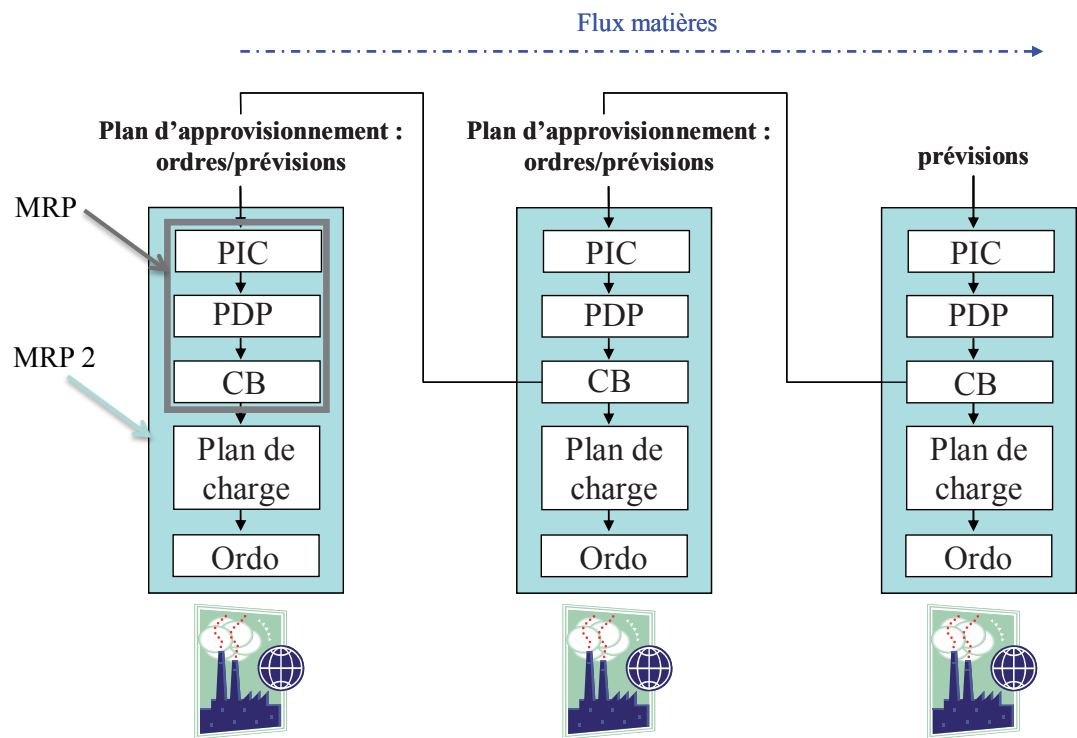 Flux matières
Plan d'approvisionnement :
ordres/prévisions
Plan d'approvisionnement :
ordres/prévisions
prévisions
MRP
MRP 2
PIC
PDP
CB
Plan de
charge
Ordo
PIC
PDP
CB
Plan de
charge
Ordo
PIC
PDP
CB
Plan de
charge
Ordo